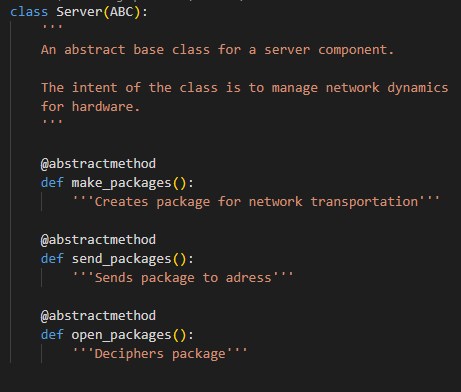 class Server(ABC):
    '''
    An abstract base class for a server component.

    The intent of the class is to manage network dynamics
    for hardware.
    '''

    @abstractmethod
    def make_packages():
        '''Creates package for network transportation'''

    @abstractmethod
    def send_packages():
        '''Sends package to adress'''

    @abstractmethod
    def open_packages():
        '''Deciphers package'''